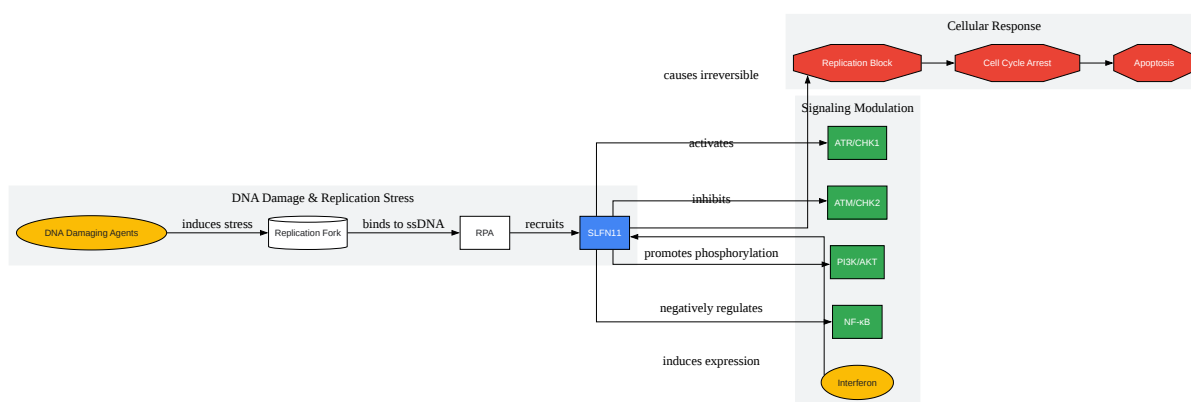 Cellular Response
Replication Block
Cell Cycle Arrest
Apoptosis
causes irreversible
Signaling Modulation
activates
ATR/CHK1
DNA Damage & Replication Stress
inhibits
ATM/CHK2
DNA Damaging Agents
induces stress
Replication Fork
binds to ssDNA
RPA
recruits
SLFN11
promotes phosphorylation
PI3K/AKT
negatively regulates
NF-κB
induces expression
Interferon